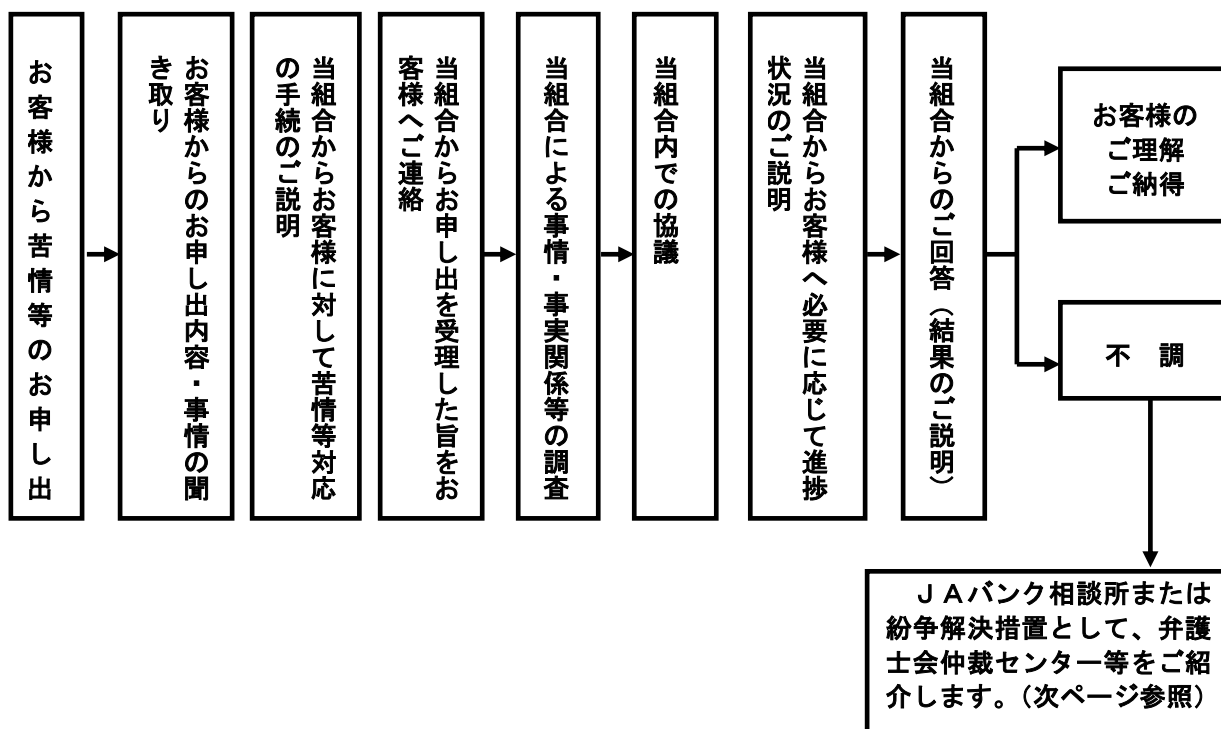 お客様から苦情等のお申し出
お客様からのお申し出内容・事情の聞
き取り
当組合からお客様に対して苦情等対応
の手続のご説明
当組合からお申し出を受理した旨をお
客様へご連絡
当組合による事情・事実関係等の調査
当組合内での協議
当組合からお客様へ必要に応じて進捗
状況のご説明
当組合からのご回答（結果のご説明）
お客様の
ご理解
ご納得
不　調
ＪＡバンク相談所または
紛争解決措置として、弁護
士会仲裁センター等をご紹
介します。（次ページ参照）